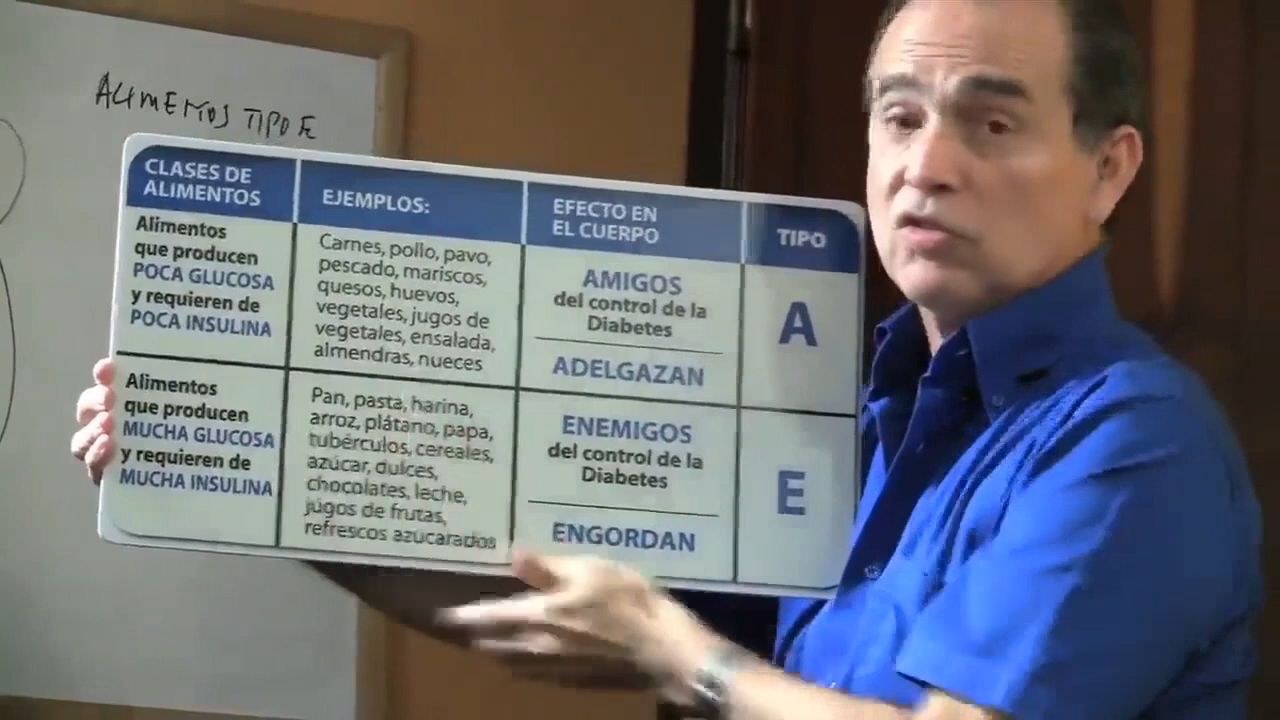 ALIMENTOS TIPO E
CLASES DE
ALIMENTOS
EJEMPLOS:
EFECTO EN
EL CUERPO
TIPO
Alimentos
que producen
POCA GLUCOSA
y requieren de
POCA INSULINA
Carnes, pollo, pavo,
pescado, mariscos,
quesos, huevos,
vegetales, jugos de
vegetales, ensalada,
almendras, nueces
AMIGOS
del control de la
Diabetes
ADELGAZAN
A
Alimentos
que producen
MUCHA GLUCOSA
y requieren de
MUCHA INSULINA
Pan, pasta, harina,
arroz, plátano, papa,
tubérculos, cereales,
azúcar, dulces,
chocolates, leche,
jugos de frutas,
refrescos azucarados
ENEMIGOS
del control de la
Diabetes
ENGORDAN
E